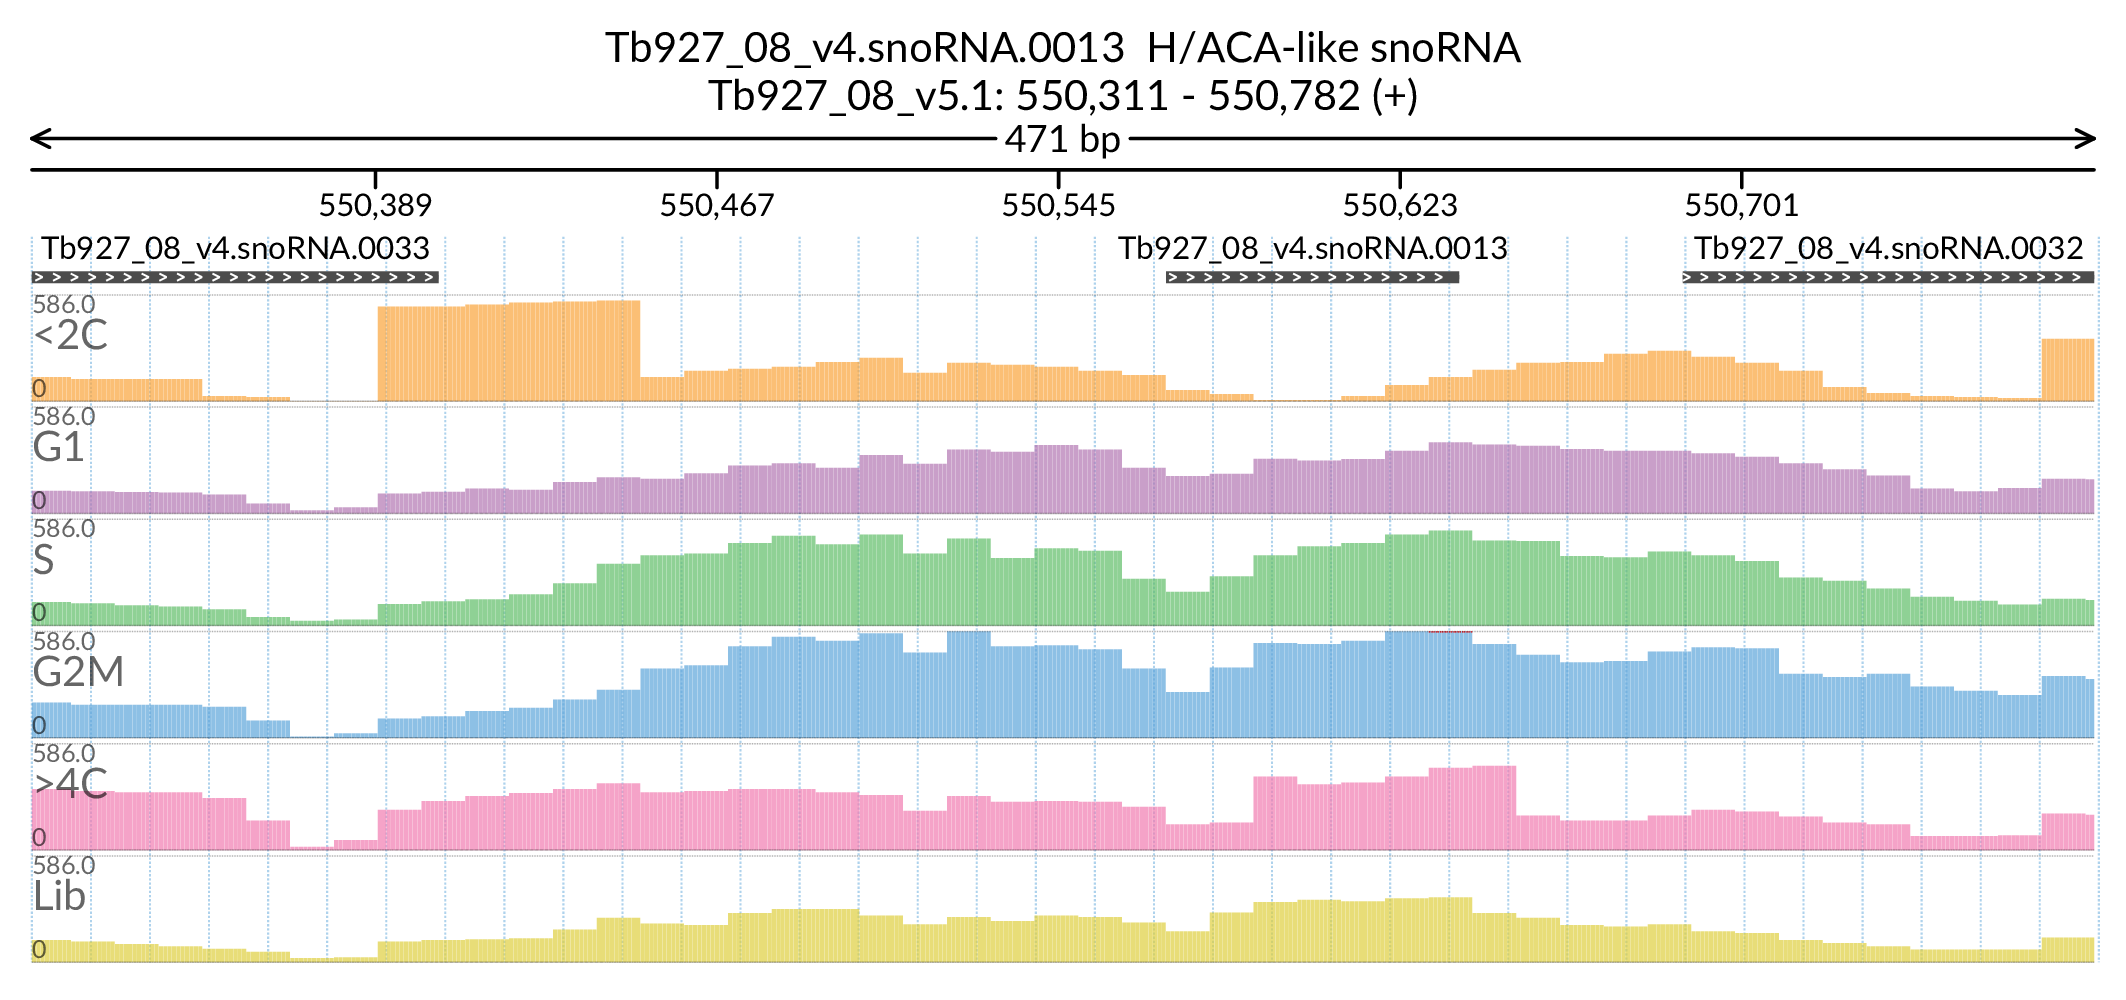 Tb927_08_v4.snoRNA.0013 H/ACA-like snoRNA
Tb927_08_v5.1: 550,311 - 550,782 (+)
471 bp
550,389 550,467 550,545 550,623 550,701
Tb927_08_v4.snoRNA.0033 Tb927_08_v4.snoRNA.0013 Tb927_08_v4.snoRNA.0032
586.0
<2C
0
586.0
G1
0
586.0
S
0
586.0
G2M
0
586.0
>4C
0
586.0
Lib
0